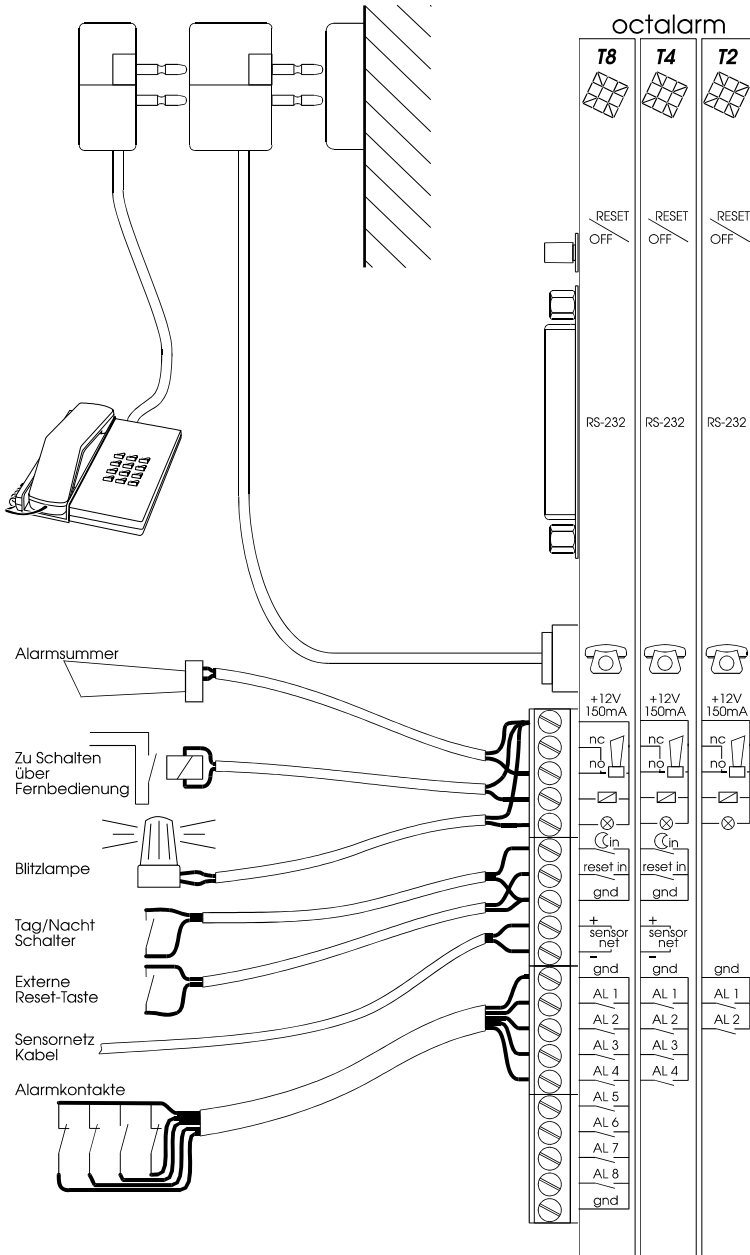 octalarm
T8 T4 T2
RESET RESET RESET
OFF OFF OFF
RS-232 RS-232 RS-232
Alarmsummer
+12V +12V +12V
150mA 150mA 150mA
nc nc nc
no no no
Zu Schalten
über
Fernbedienung
in in
Blitzlampe
reset in reset in
gnd gnd
Tag/Nacht
Schalter
+ +
sensor sensor
net net
- -
gnd gnd gnd
Externe
Reset-Taste
AL 1 AL 1 AL 1
AL 2 AL 2 AL 2
Sensornetz
Kabel
AL 3 AL 3
AL 4 AL 4
Alarmkontakte
AL 5
AL 6
AL 7
AL 8
gnd